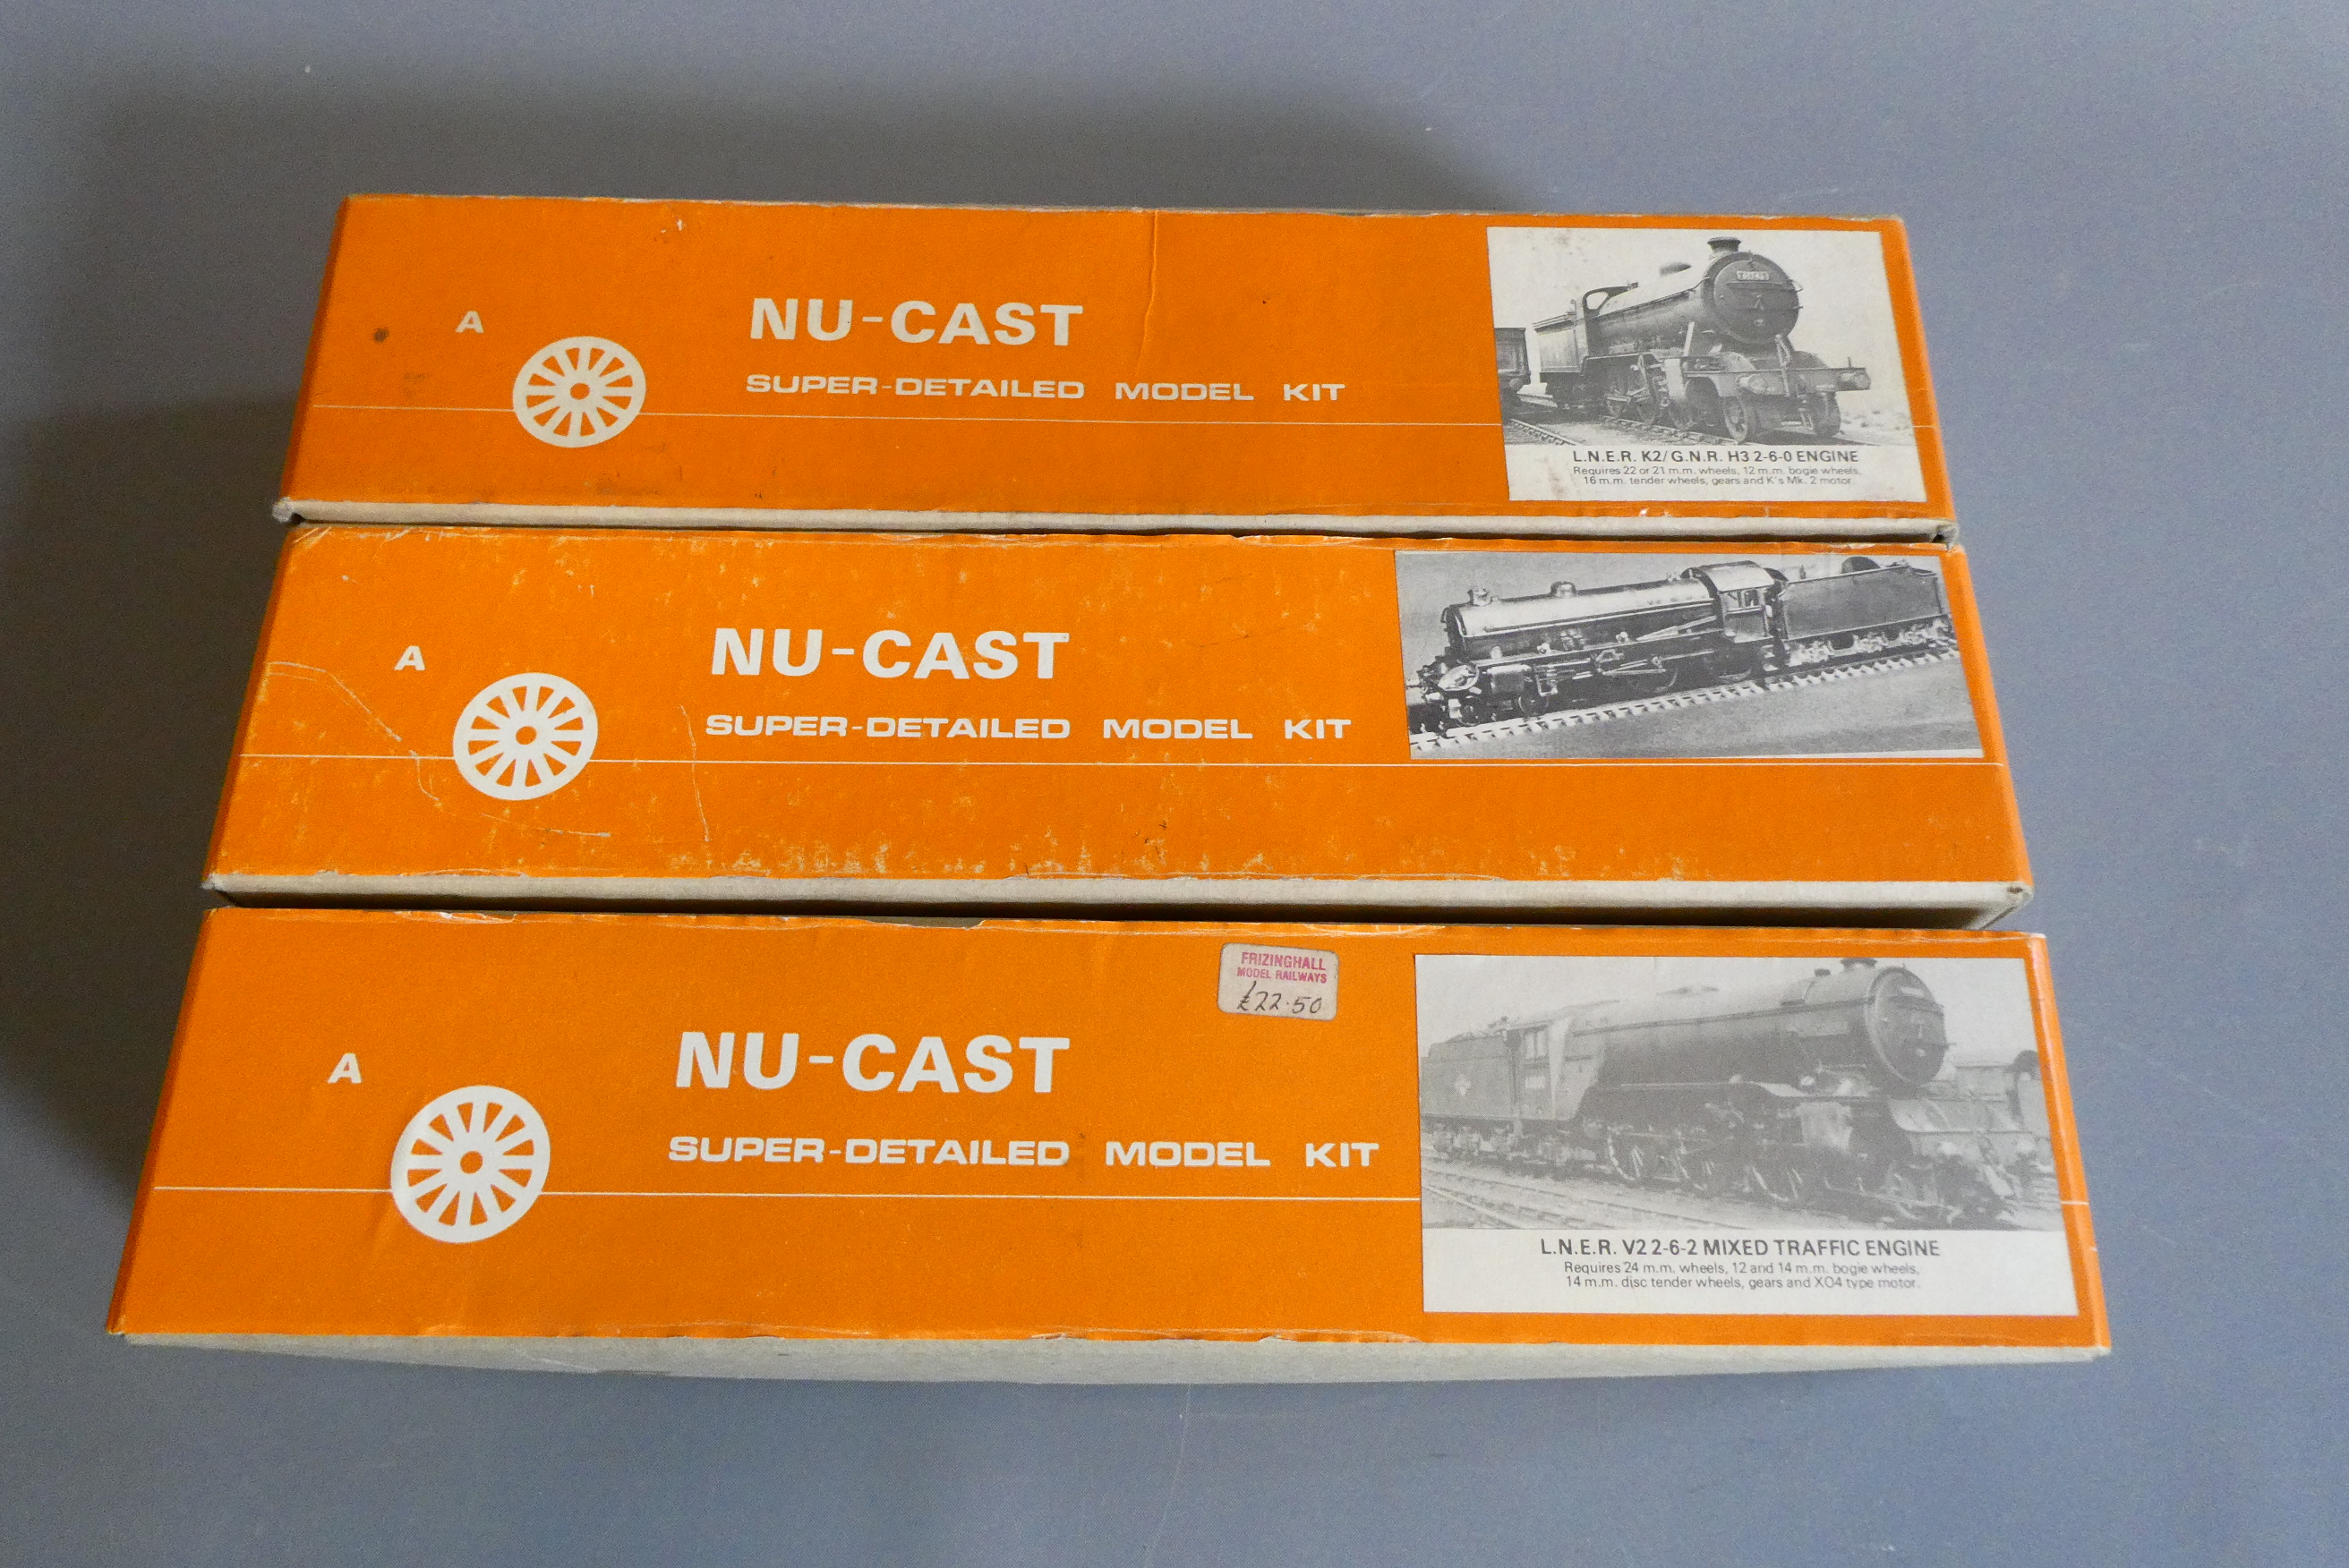 A
NU-CAST
SUPER-DETAILED MODEL KIT
L.N.E.R. K2/G.N.R. H3 2-6-0 ENGINE
Requires 22 or 21 m.m. wheels, 12 m.m. bogie wheels,
16 m.m. tender wheels, gears and K's Mk. 2 motor.
A
NU-CAST
SUPER-DETAILED MODEL KIT
A
NU-CAST
SUPER-DETAILED MODEL KIT
FRIZINGHALL
MODEL RAILWAYS
£22.50
L.N.E.R. V2 2-6-2 MIXED TRAFFIC ENGINE
Requires 24 m.m. wheels, 12 and 14 m.m. bogie wheels,
14 m.m. disc tender wheels, gears and XO4 type motor.